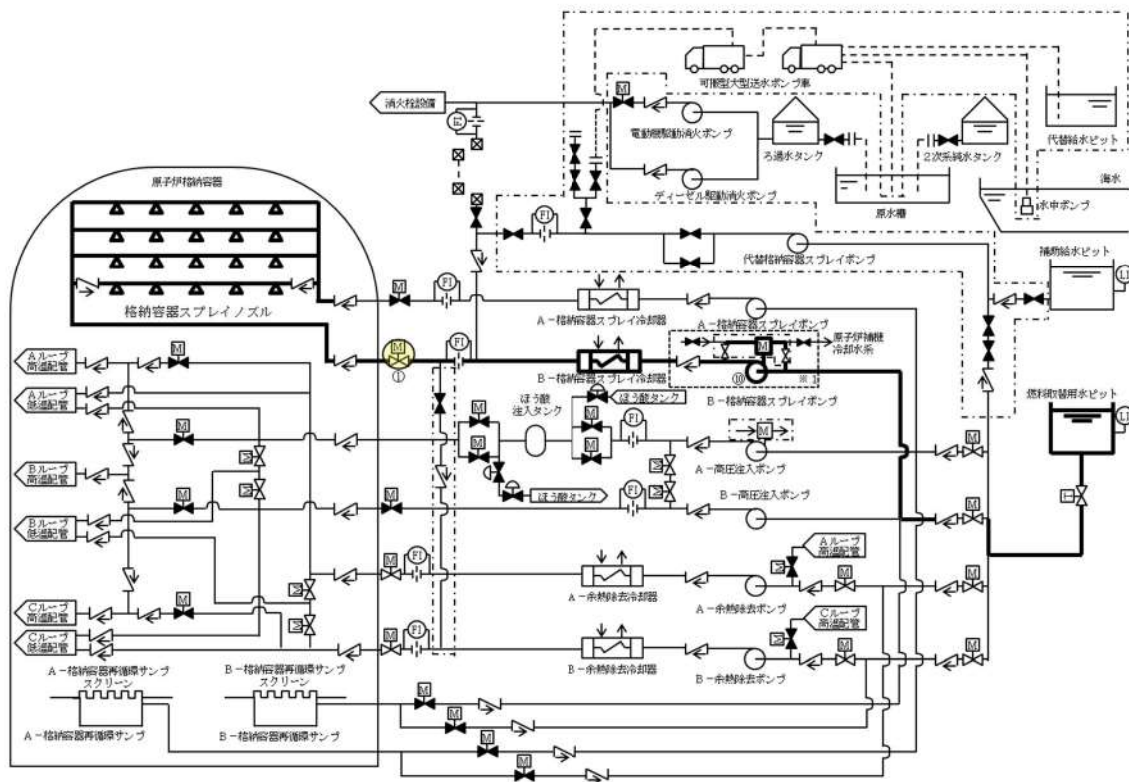 可搬型大型送水ポンプ車
消火栓設備
M
FI
電動機駆動消火ポンプ
ろ過水タンク
2次系純水タンク
代替給水ピット
海水
原子炉格納容器
ディーゼル駆動消火ポンプ
原水槽
水中ポンプ
FI
代替格納容器スプレイポンプ
補助給水ピット
LI
M
FI
格納容器スプレイノズル
A-格納容器スプレイ冷却器
A-格納容器スプレイポンプ
原子炉補機
冷却水系
Aループ
高温配管
M
M
①
B-格納容器スプレイ冷却器
M
⑩
※1
B-格納容器スプレイポンプ
燃料取替用水ピット
LI
Aループ
低温配管
ほう酸
注入タンク
ほう酸タンク
M
M
M
M
M
FI
M
A-高圧注入ポンプ
M
Bループ
高温配管
M
M
M
M
ほう酸タンク
FI
B-高圧注入ポンプ
M
T
Bループ
低温配管
M
M
Aループ
高温配管
M
FI
M
M
M
M
A-余熱除去冷却器
A-余熱除去ポンプ
Cループ
高温配管
M
M
Cループ
高温配管
Cループ
低温配管
M
FI
M
M
M
B-余熱除去冷却器
B-余熱除去ポンプ
A-格納容器再循環サンプ
スクリーン
B-格納容器再循環サンプ
スクリーン
M
M
A-格納容器再循環サンプ
B-格納容器再循環サンプ
M
M